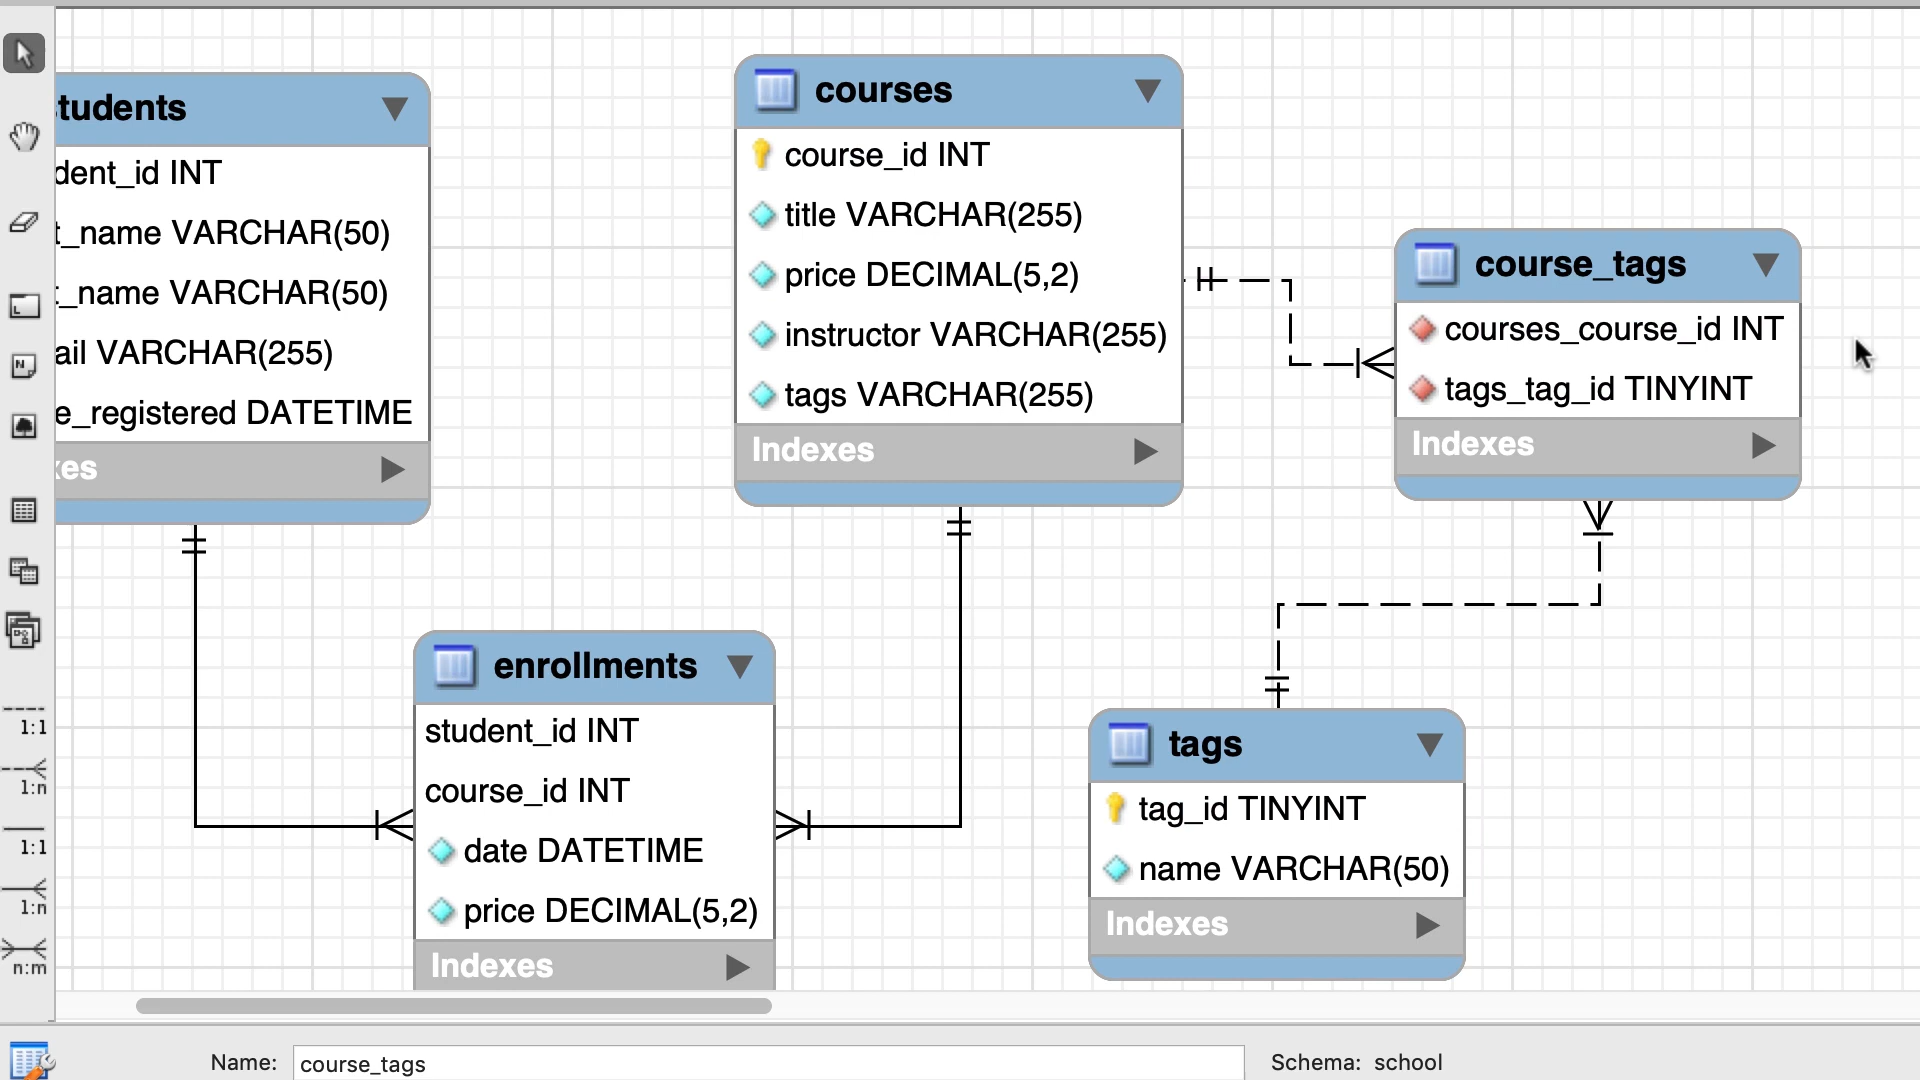 tudents
dent_id INT
t_name VARCHAR(50)
t_name VARCHAR(50)
ail VARCHAR(255)
e_registered DATETIME
xes
courses
course_id INT
title VARCHAR(255)
price DECIMAL(5,2)
instructor VARCHAR(255)
tags VARCHAR(255)
Indexes
course_tags
courses_course_id INT
tags_tag_id TINYINT
Indexes
enrollments
student_id INT
course_id INT
date DATETIME
price DECIMAL(5,2)
Indexes
tags
tag_id TINYINT
name VARCHAR(50)
Indexes
1:1
1:n
1:1
1:n
n:m
Name: course_tags
Schema: school